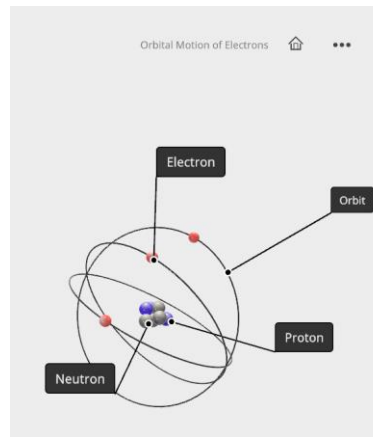 Orbital Motion of Electrons
Electron
Orbit
Proton
Neutron